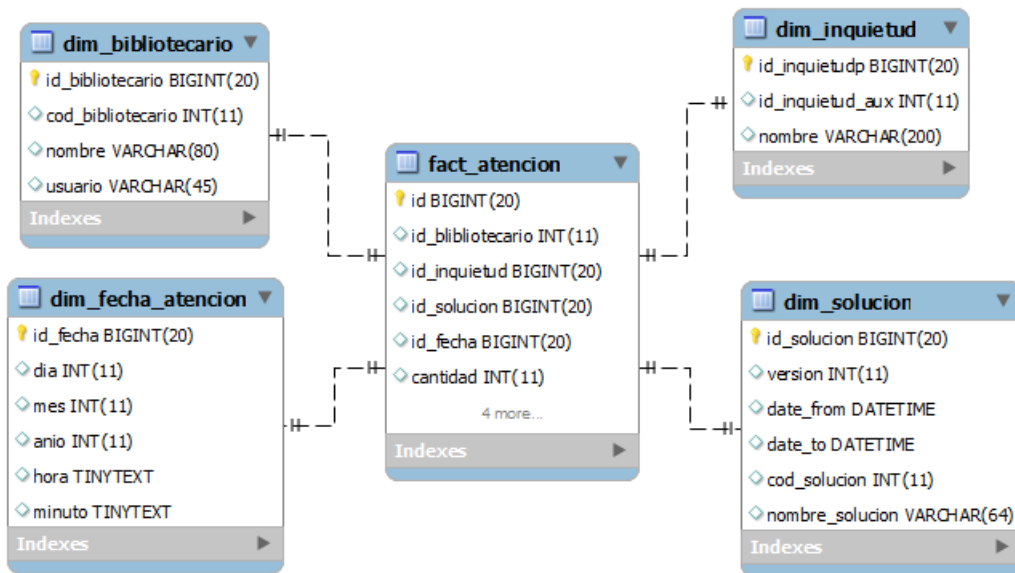 dim_bibliotecario
id_bibliotecario BIGINT(20)
cod_bibliotecario INT(11)
nombre VARCHAR(80)
usuario VARCHAR(45)
Indexes
dim_inquietud
id_inquietudp BIGINT(20)
id_inquietud_aux INT(11)
nombre VARCHAR(200)
Indexes
fact_atencion
id BIGINT(20)
id_blibliotecario INT(11)
id_inquietud BIGINT(20)
id_solucion BIGINT(20)
id_fecha BIGINT(20)
cantidad INT(11)
4 more...
Indexes
dim_fecha_atencion
id_fecha BIGINT(20)
dia INT(11)
mes INT(11)
anio INT(11)
hora TINYTEXT
minuto TINYTEXT
Indexes
dim_solucion
id_solucion BIGINT(20)
version INT(11)
date_from DATETIME
date_to DATETIME
cod_solucion INT(11)
nombre_solucion VARCHAR(64)
Indexes